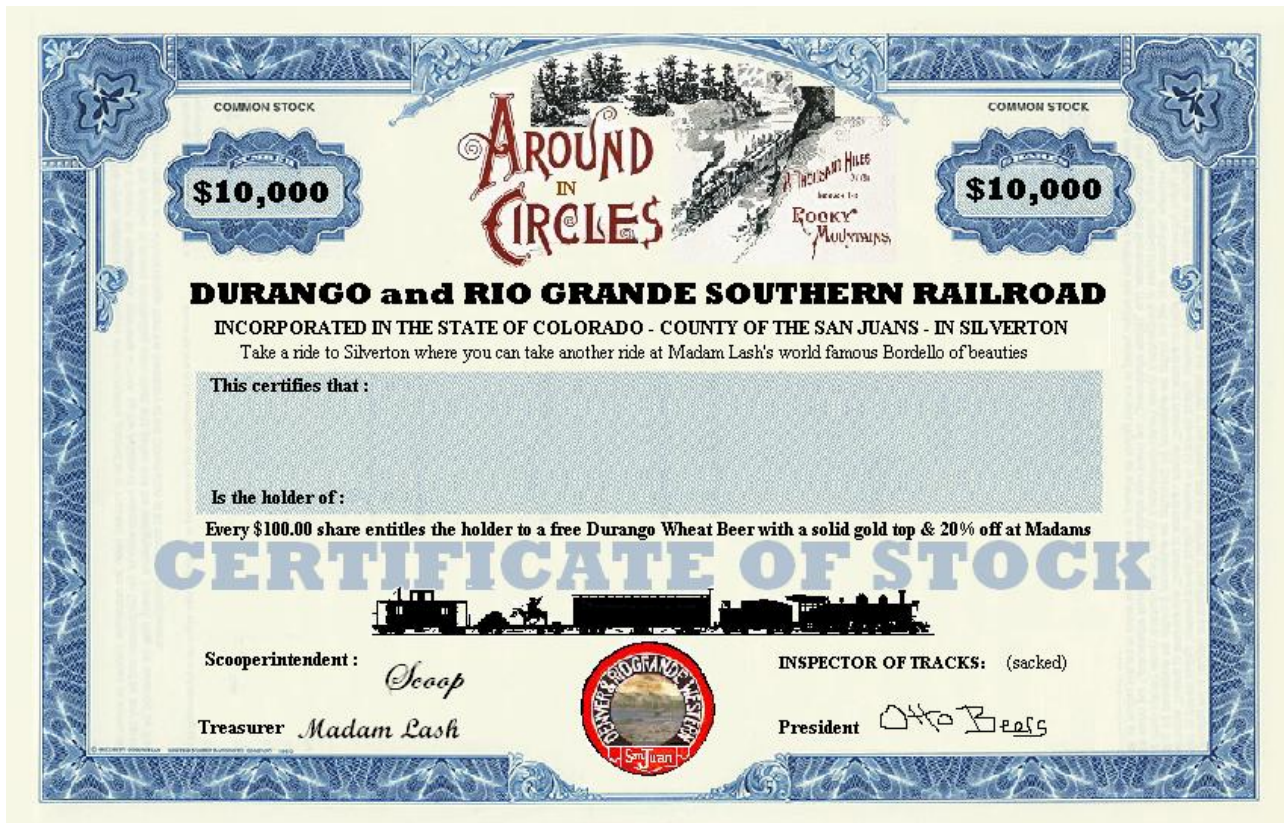 COMMON STOCK
COMMON STOCK
NUMBER
SHARES
$10,000
$10,000
AROUND
IN
CIRCLES
A THOUSAND MILES
ROCKY
MOUNTAINS.
DURANGO and RIO GRANDE SOUTHERN RAILROAD
INCORPORATED IN THE STATE OF COLORADO - COUNTY OF THE SAN JUANS - IN SILVERTON
Take a ride to Silverton where you can take another ride at Madam Lash's world famous Bordello of beauties
This certifies that :
Is the holder of :
Every $100.00 share entitles the holder to a free Durango Wheat Beer with a solid gold top & 20% off at Madams
CERTIFICATE OF STOCK
Scooperintendent : Scoop
INSPECTOR OF TRACKS: (sacked)
DENVER & RIO GRANDE WESTERN
San Juan
Treasurer Madam Lash
President Otto Bears